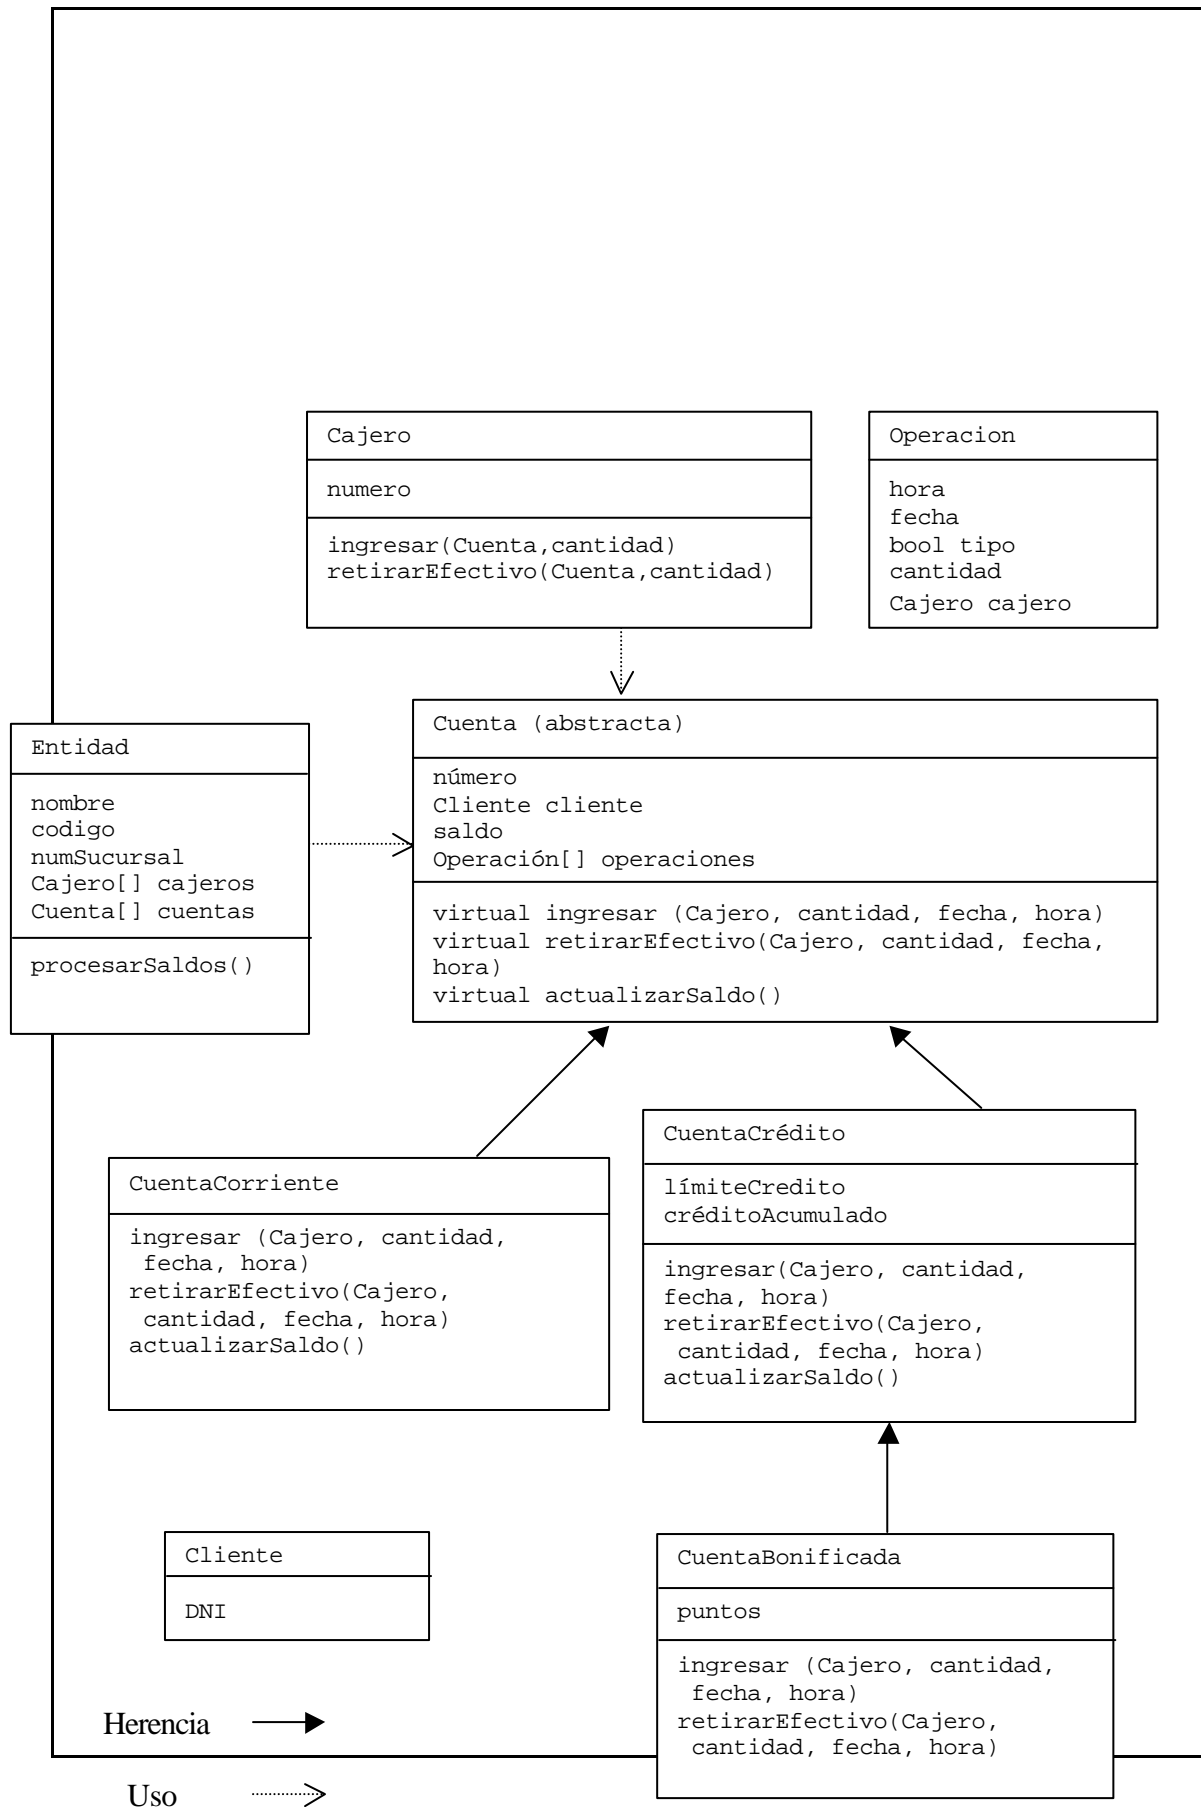 Cajero
numero
ingresar(Cuenta,cantidad)
retirarEfectivo(Cuenta,cantidad)
Operacion
hora
fecha
bool tipo
cantidad
Cajero cajero
Entidad
nombre
codigo
numSucursal
Cajero[] cajeros
Cuenta[] cuentas
procesarSaldos()
Cuenta (abstracta)
número
Cliente cliente
saldo
Operación[] operaciones
virtual ingresar (Cajero, cantidad, fecha, hora)
virtual retirarEfectivo(Cajero, cantidad, fecha,
hora)
virtual actualizarSaldo()
CuentaCorriente
ingresar (Cajero, cantidad,
fecha, hora)
retirarEfectivo(Cajero,
cantidad, fecha, hora)
actualizarSaldo()
CuentaCrédito
límiteCredito
créditoAcumulado
ingresar(Cajero, cantidad,
fecha, hora)
retirarEfectivo(Cajero,
cantidad, fecha, hora)
actualizarSaldo()
Cliente
DNI
CuentaBonificada
puntos
ingresar (Cajero, cantidad,
fecha, hora)
retirarEfectivo(Cajero,
cantidad, fecha, hora)
Herencia
Uso